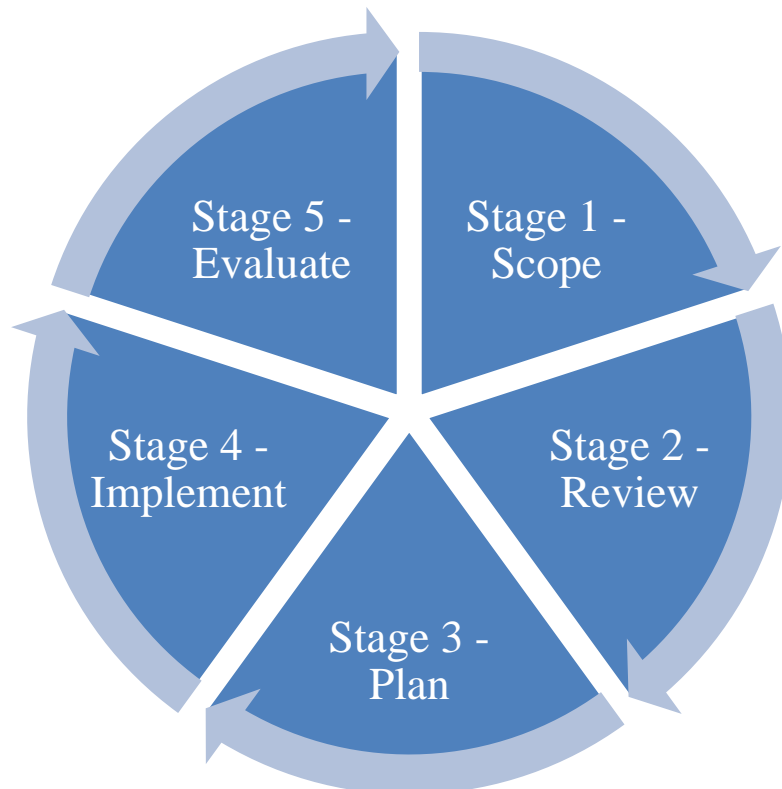 Stage 1 -
Scope
Stage 2 -
Review
Stage 3 -
Plan
Stage 4 -
Implement
Stage 5 -
Evaluate